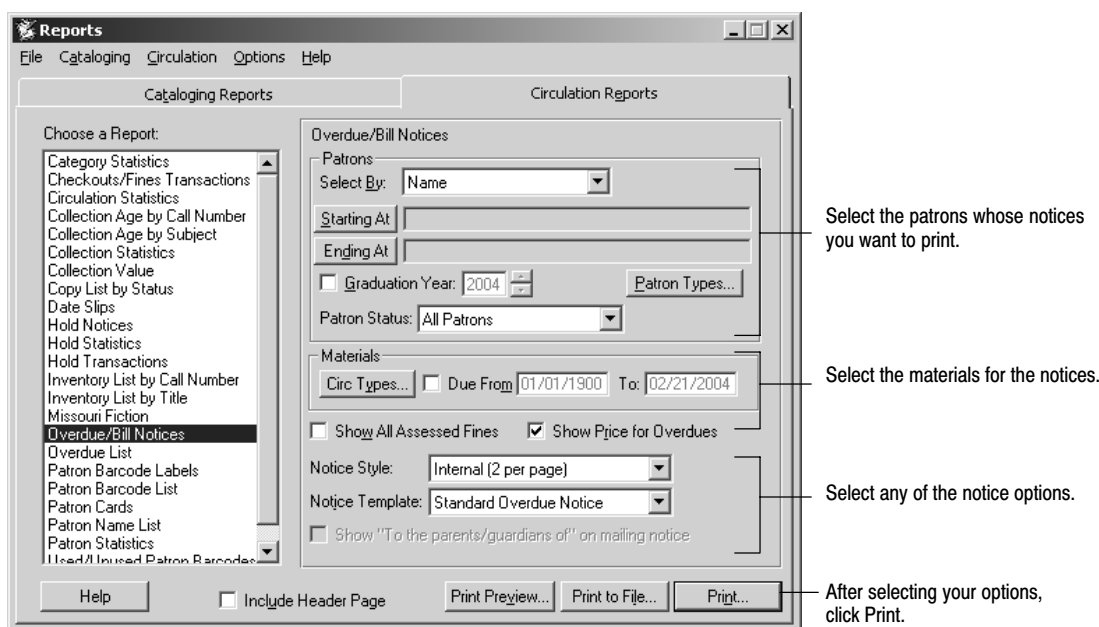 Reports
File Cataloging Circulation Options Help
Cataloging Reports
Circulation Reports
Choose a Report:
Category Statistics
Checkouts/Fines Transactions
Circulation Statistics
Collection Age by Call Number
Collection Age by Subject
Collection Statistics
Collection Value
Copy List by Status
Date Slips
Hold Notices
Hold Statistics
Hold Transactions
Inventory List by Call Number
Inventory List by Title
Missouri Fiction
Overdue/Bill Notices
Overdue List
Patron Barcode Labels
Patron Barcode List
Patron Cards
Patron Name List
Patron Statistics
Used/Unused Patron Barcodes
Overdue/Bill Notices
Patrons
Select By: Name
Starting At
Ending At
Graduation Year: 2004 Patron Types...
Patron Status: All Patrons
Materials
Circ Types... Due From 01/01/1900 To: 02/21/2004
Show All Assessed Fines Show Price for Overdues
Notice Style: Internal (2 per page)
Notice Template: Standard Overdue Notice
Show "To the parents/guardians of" on mailing notice
Help Include Header Page Print Preview... Print to File... Print...
Select the patrons whose notices
you want to print.
Select the materials for the notices.
Select any of the notice options.
After selecting your options,
click Print.